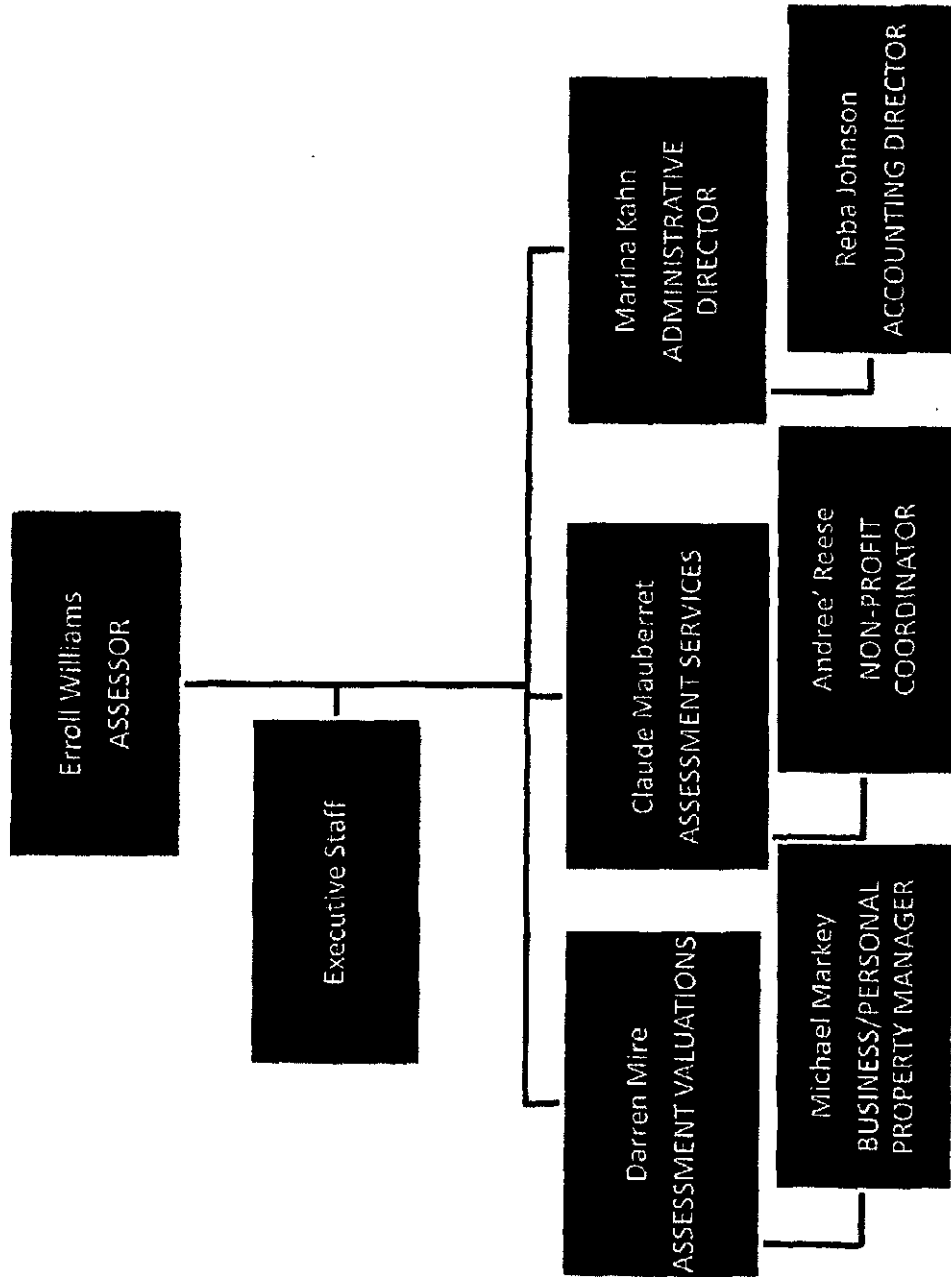 Erroll Williams
ASSESSOR
Executive Staff
Darren Mire
ASSESSMENT VALUATIONS
Claude Mauberret
ASSESSMENT SERVICES
Marina Kahn
ADMINISTRATIVE
DIRECTOR
Michael Markey
BUSINESS/PERSONAL
PROPERTY MANAGER
Andree' Reese
NON-PROFIT
COORDINATOR
Reba Johnson
ACCOUNTING DIRECTOR